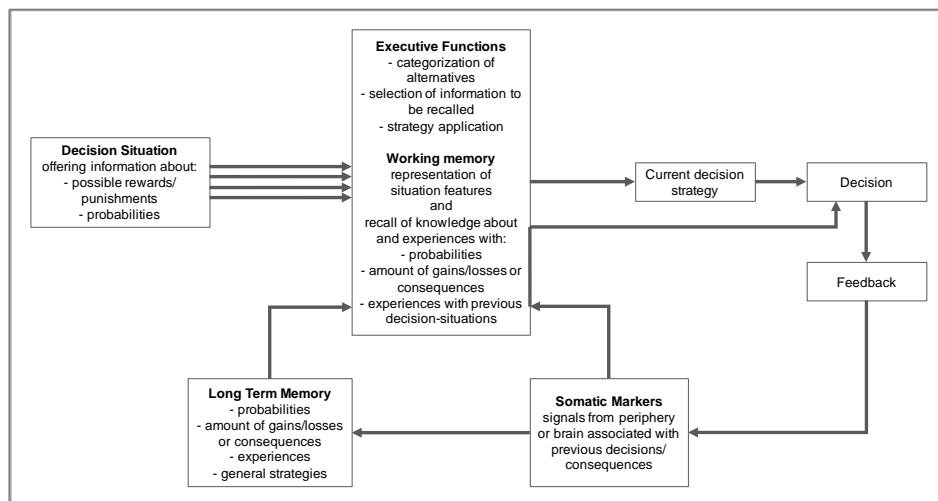 Executive Functions
- categorization of
alternatives
- selection of information to
be recalled
- strategy application
Working memory
representation of
situation features
and
recall of knowledge about
and experiences with:
- probabilities
- amount of gains/losses or
consequences
- experiences with previous
decision-situations
Decision Situation
offering information about:
- possible rewards/
punishments
- probabilities
Current decision
strategy
Decision
Feedback
Long Term Memory
- probabilities
- amount of gains/losses
or consequences
- experiences
- general strategies
Somatic Markers
signals from periphery
or brain associated with
previous decisions/
consequences